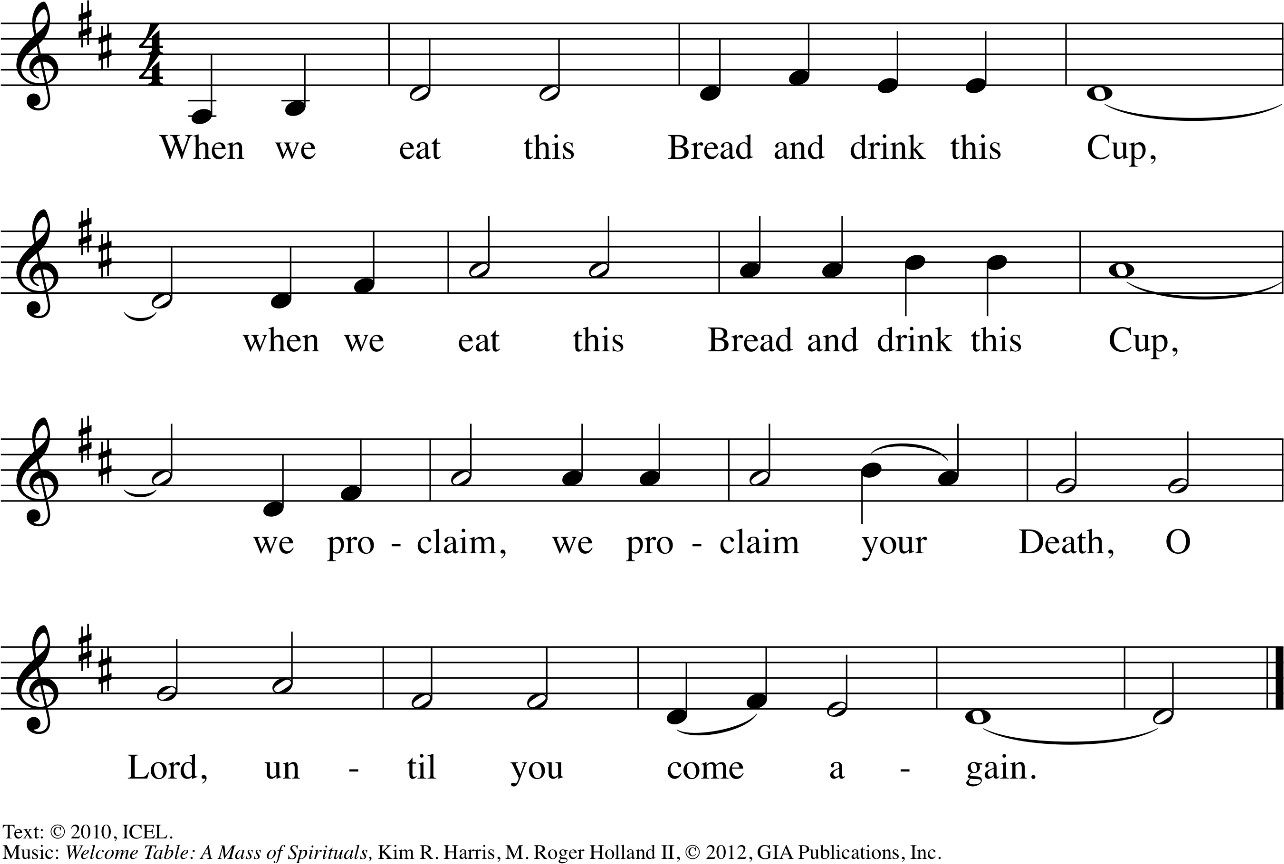 When we eat this Bread and drink this Cup,
when we eat this Bread and drink this Cup,
we pro - claim, we pro - claim your Death, O
Lord, un - til you come a - gain.
Text: © 2010, ICEL.
Music: Welcome Table: A Mass of Spirituals, Kim R. Harris, M. Roger Holland II, © 2012, GIA Publications, Inc.